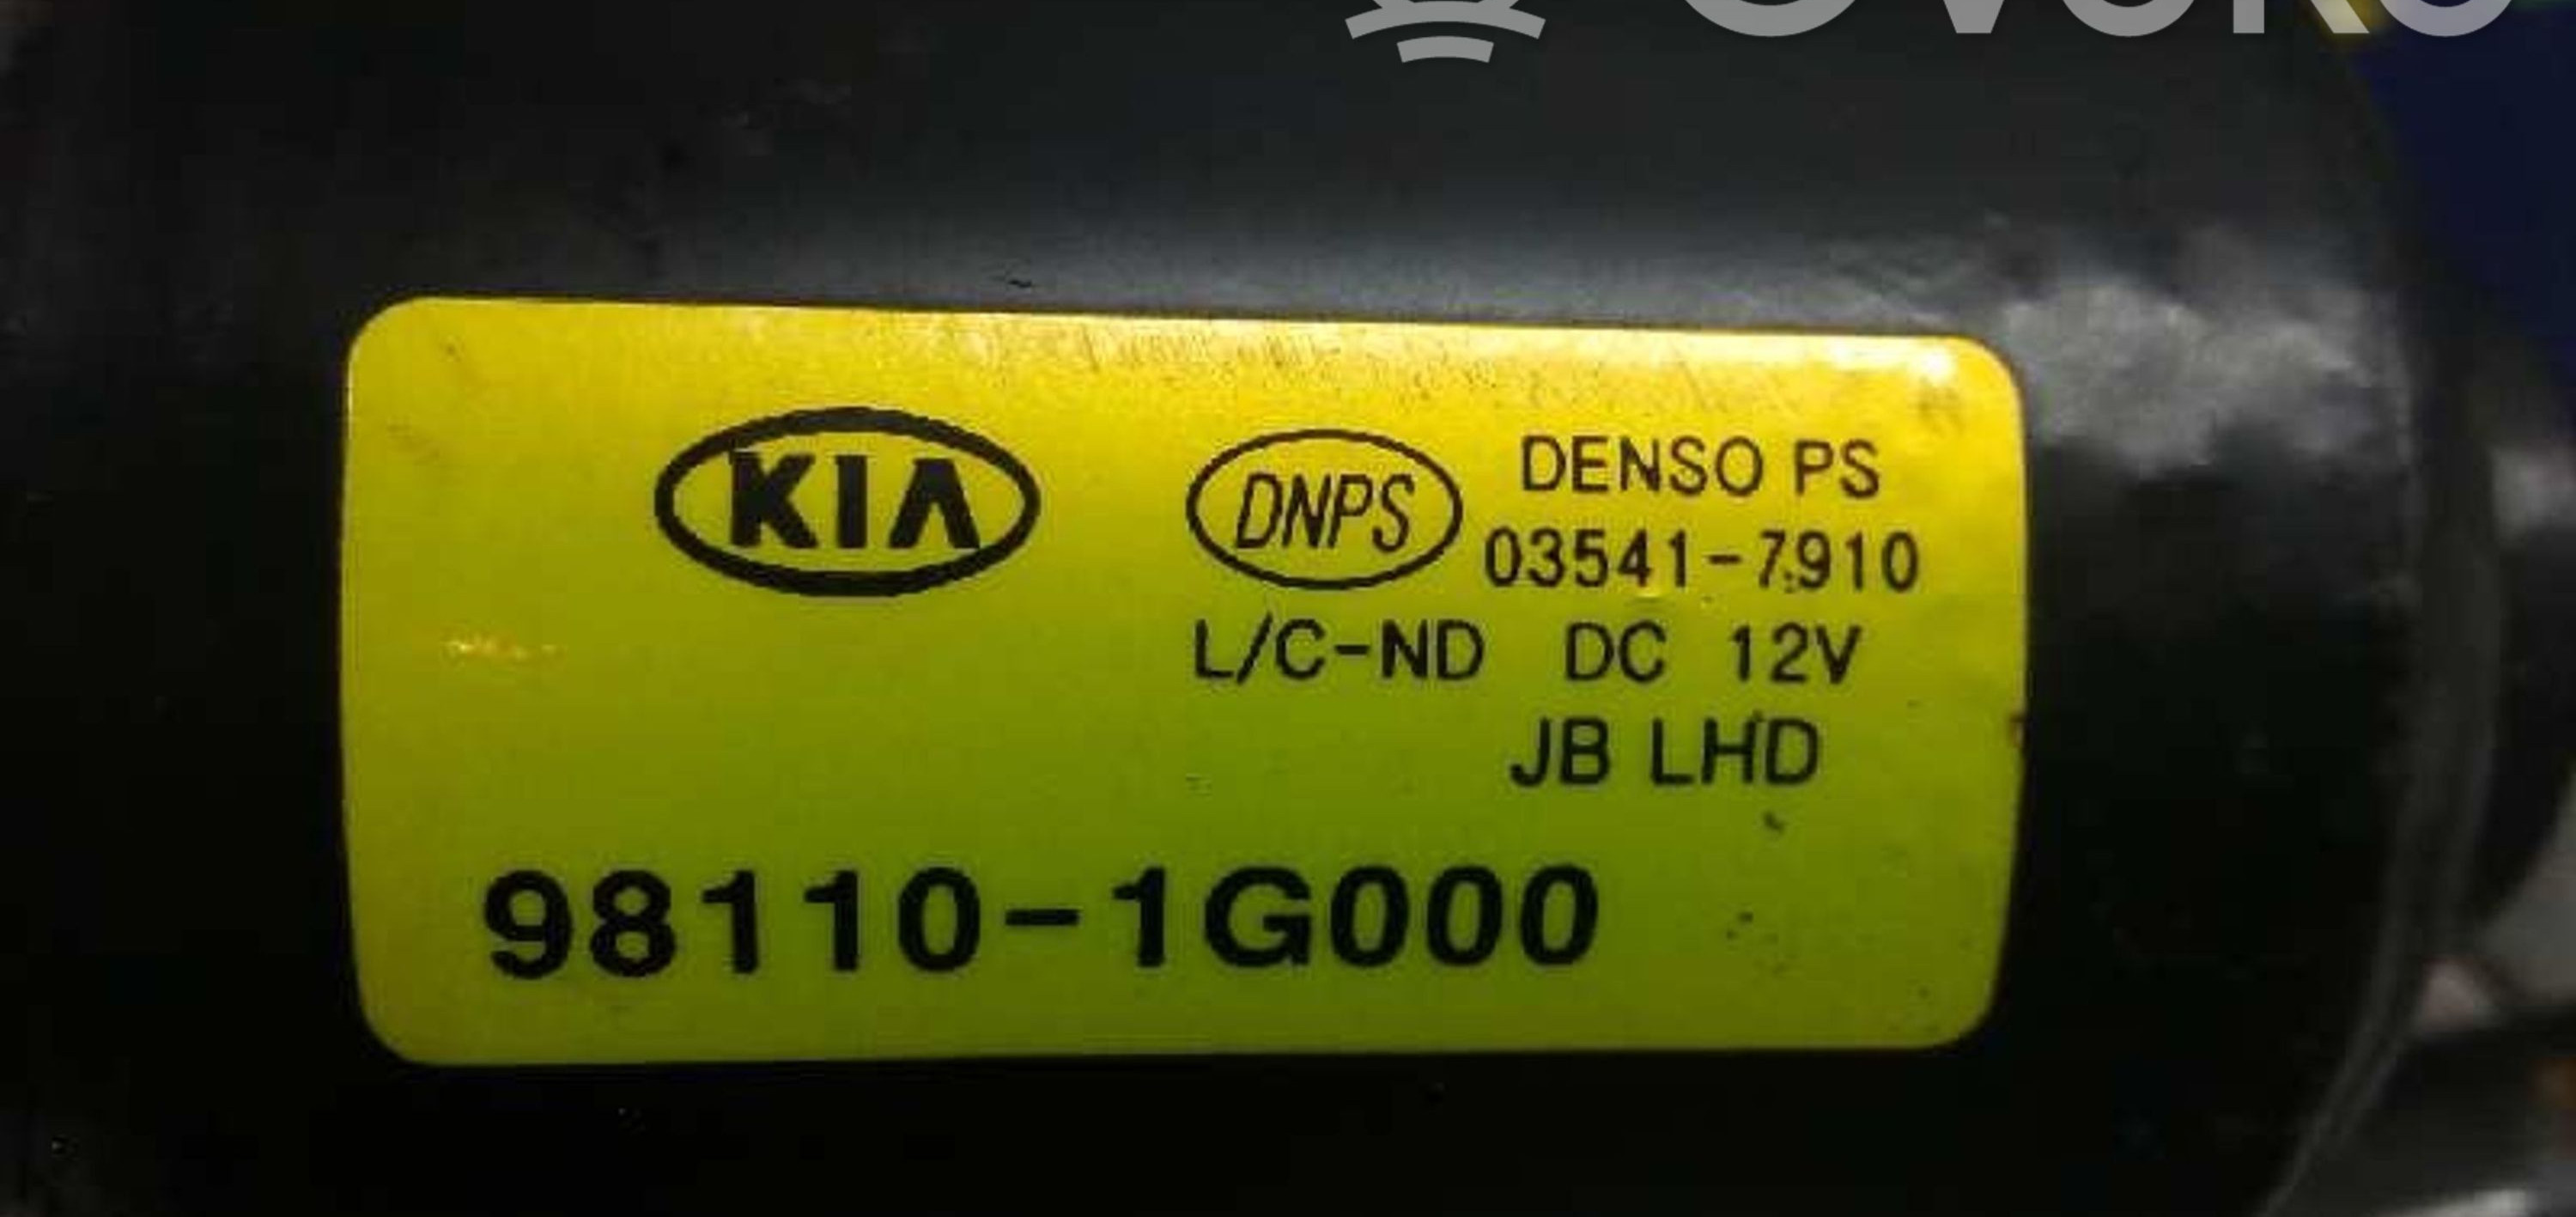 KIA
DNPS
DENSO PS
03541-7910
L/C-ND DC 12V
JB LHD
98110-1G000